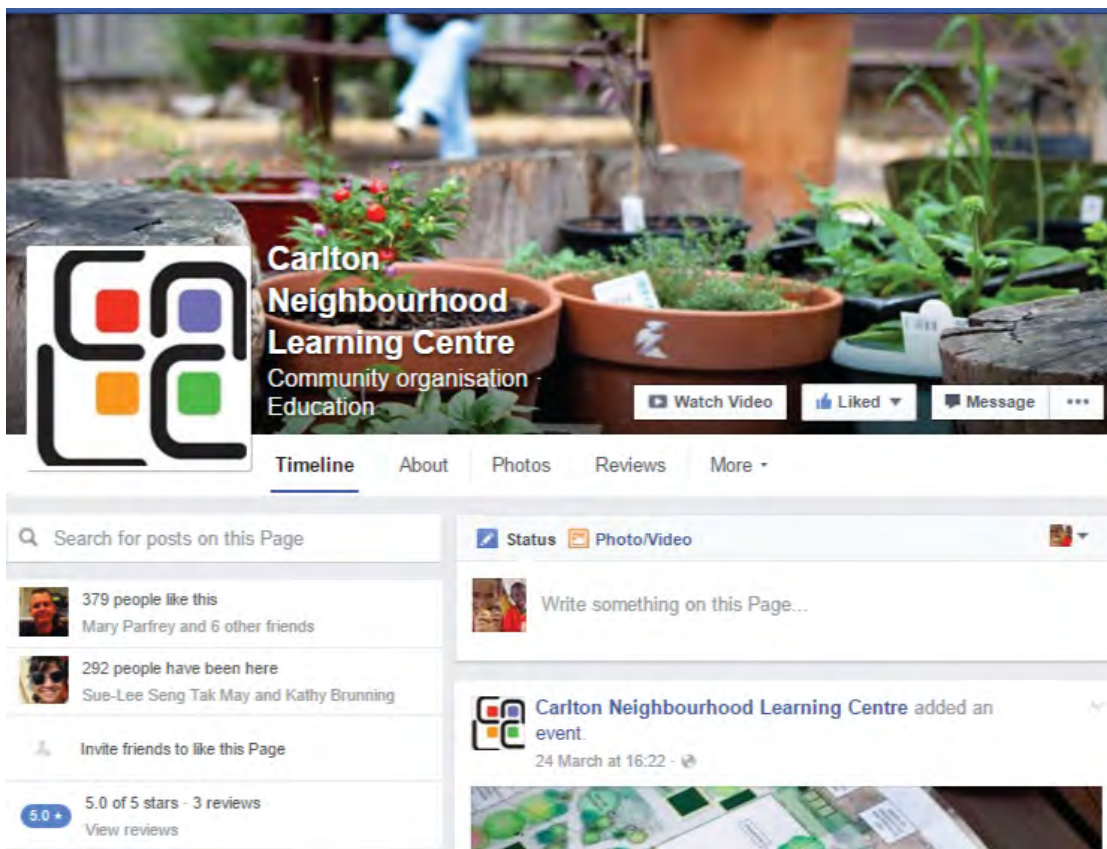 Carlton
Neighbourhood
Learning Centre
Community organisation ·
Education
Watch Video
Liked
Message
Timeline
About
Photos
Reviews
More
Search for posts on this Page
379 people like this
Mary Parfrey and 6 other friends
292 people have been here
Sue-Lee Seng Tak May and Kathy Brunning
Invite friends to like this Page
5.0
5.0 of 5 stars · 3 reviews
View reviews
Status
Photo/Video
Write something on this Page...
Carlton Neighbourhood Learning Centre added an
event.
24 March at 16:22 ·